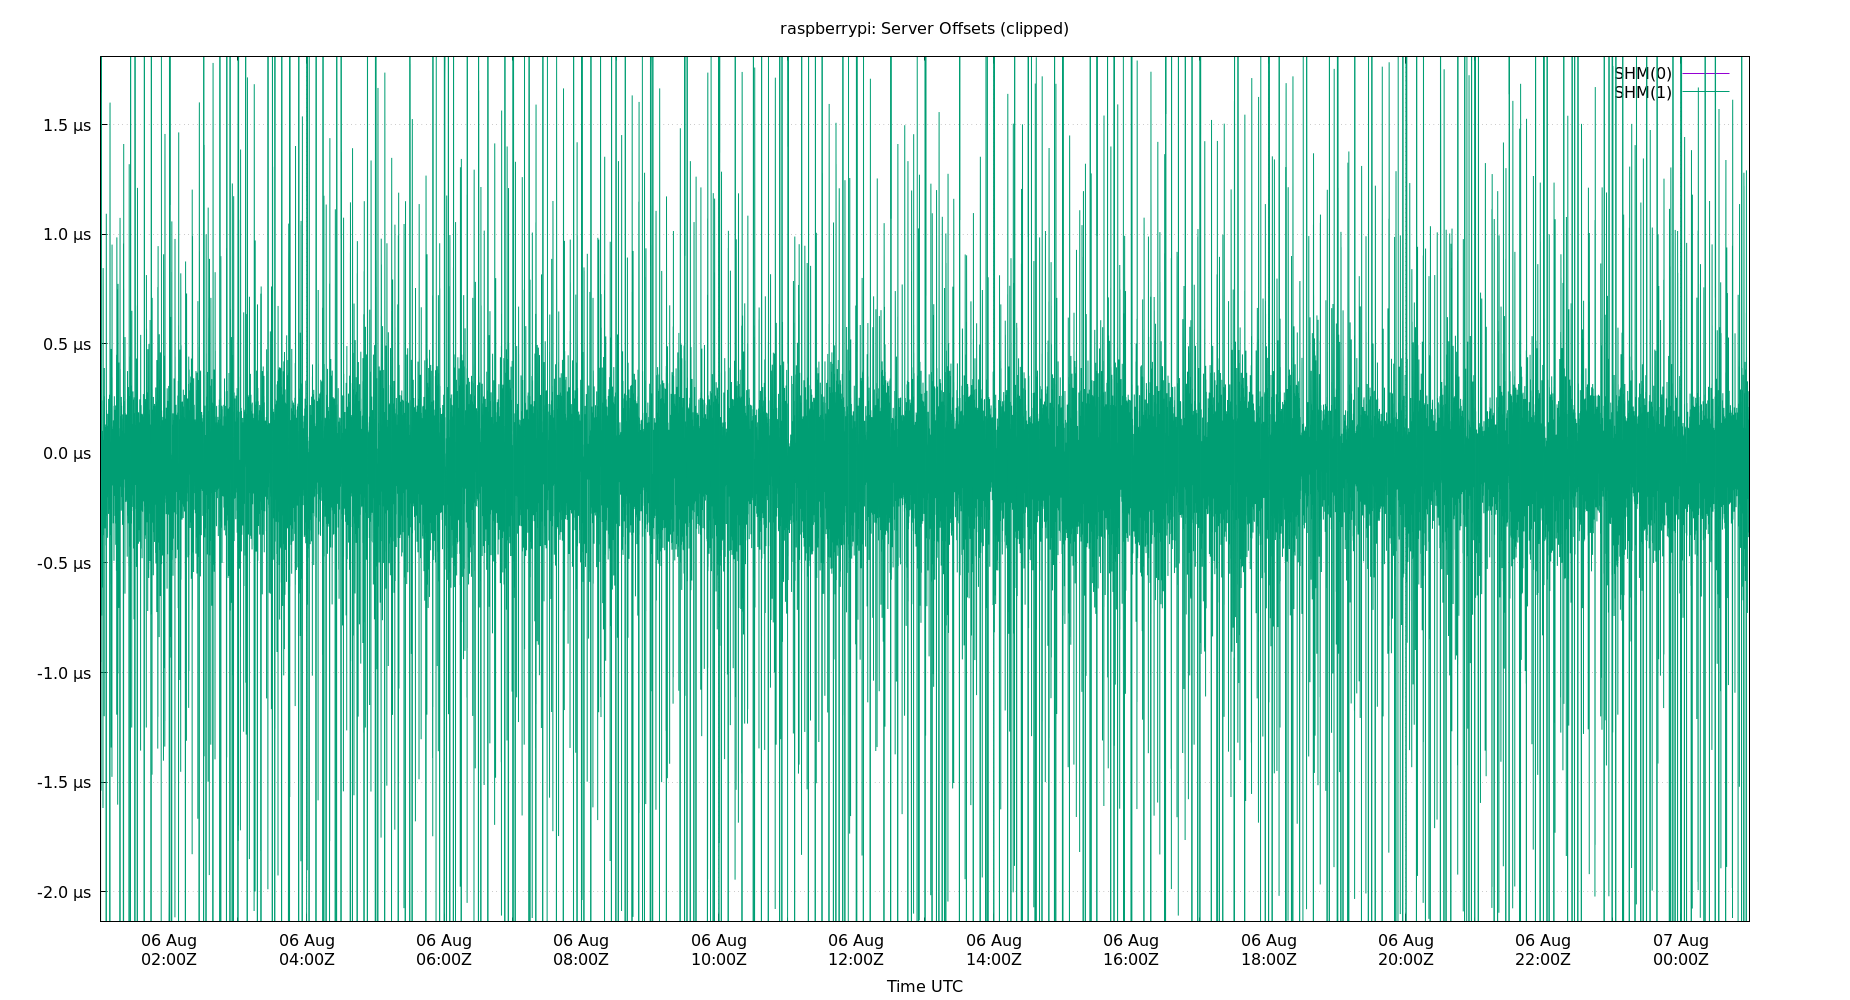 raspberrypi: Server Offsets (clipped)
SHM(0)
SHM(1)
1.5 µs
1.0 µs
0.5 µs
0.0 µs
-0.5 µs
-1.0 µs
-1.5 µs
-2.0 µs
06 Aug 06 Aug 06 Aug 06 Aug 06 Aug 06 Aug 06 Aug 06 Aug 06 Aug 06 Aug 06 Aug 07 Aug
02:00Z 04:00Z 06:00Z 08:00Z 10:00Z 12:00Z 14:00Z 16:00Z 18:00Z 20:00Z 22:00Z 00:00Z
Time UTC